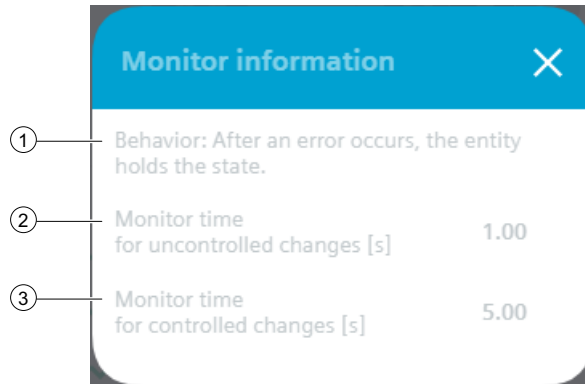 Monitor information
① Behavior: After an error occurs, the entity
holds the state.
② Monitor time
for uncontrolled changes [s] 1.00
③ Monitor time
for controlled changes [s] 5.00